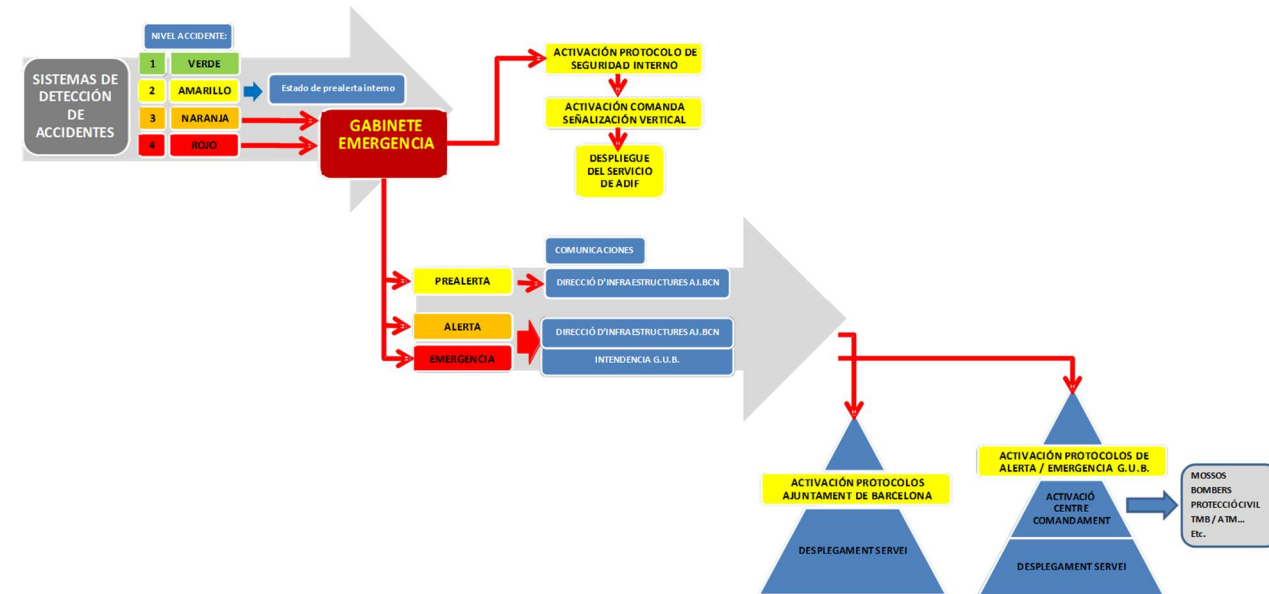 NIVEL ACCIDENTE:
SISTEMAS DE
DETECCIÓN
DE
ACCIDENTES
1 VERDE
2 AMARILLO
3 NARANJA
4 ROJO
Estado de prealerta interno
GABINETE
EMERGENCIA
ACTIVACIÓN PROTOCOLO DE
SEGURIDAD INTERNO
ACTIVACIÓN COMANDA
SEÑALIZACIÓN VERTICAL
DESPLIEGUE
DEL SERVICIO
DE ADIF
COMUNICACIONES
PREALERTA
DIRECCIÓ D'INFRAESTRUCTURES AJ.BCN
ALERTA
DIRECCIÓ D'INFRAESTRUCTURES AJ.BCN
EMERGENCIA
INTENDENCIA G.U.B.
ACTIVACIÓN PROTOCOLOS
AJUNTAMENT DE BARCELONA
DESPLEGAMENT SERVEI
ACTIVACIÓN PROTOCOLOS DE
ALERTA / EMERGENCIA G.U.B.
ACTIVACIÓ
CENTRE
COMANDAMENT
DESPLEGAMENT SERVEI
MOSSOS
BOMBERS
PROTECCIÓ CIVIL
TMB / ATM...
Etc.